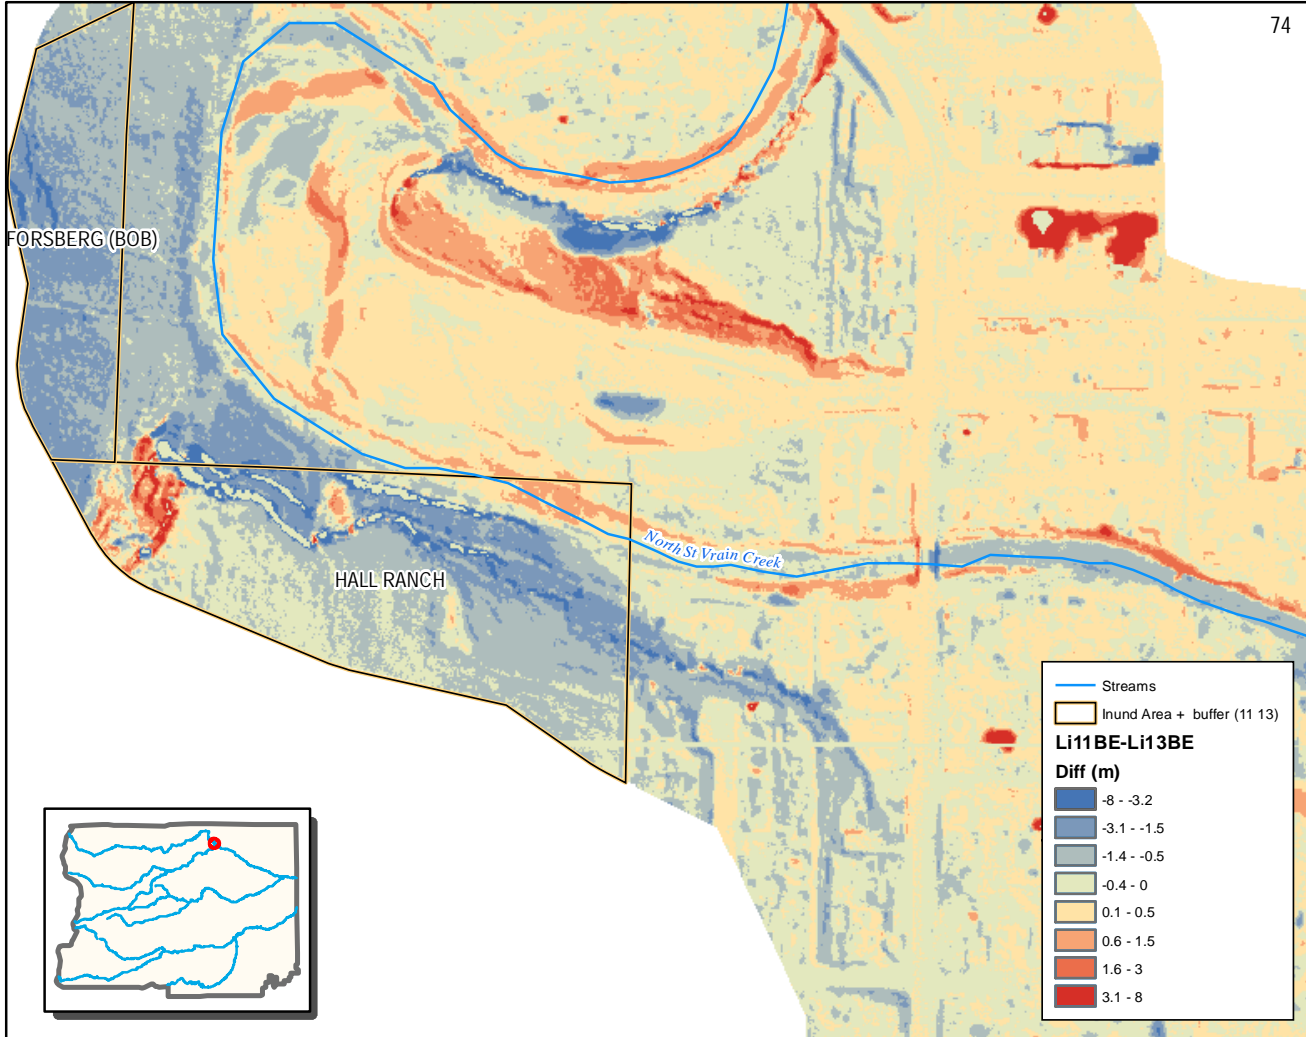 74
FORSBERG (BOB)
North St Vrain Creek
HALL RANCH
Streams
Inund Area + buffer (11 13)
Li11BE-Li13BE
Diff (m)
-8 - -3.2
-3.1 - -1.5
-1.4 - -0.5
-0.4 - 0
0.1 - 0.5
0.6 - 1.5
1.6 - 3
3.1 - 8